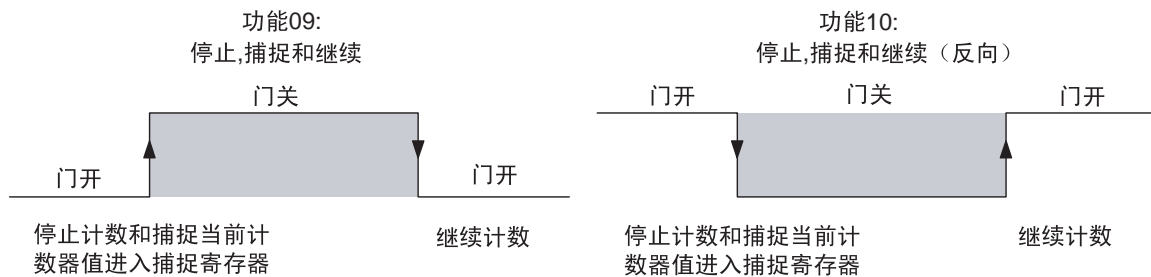 功能09:
停止,捕捉和继续
门关
门开
门开
停止计数和捕捉当前计
数器值进入捕捉寄存器
继续计数
功能10:
停止,捕捉和继续（反向）
门开
门关
门开
停止计数和捕捉当前计
数器值进入捕捉寄存器
继续计数